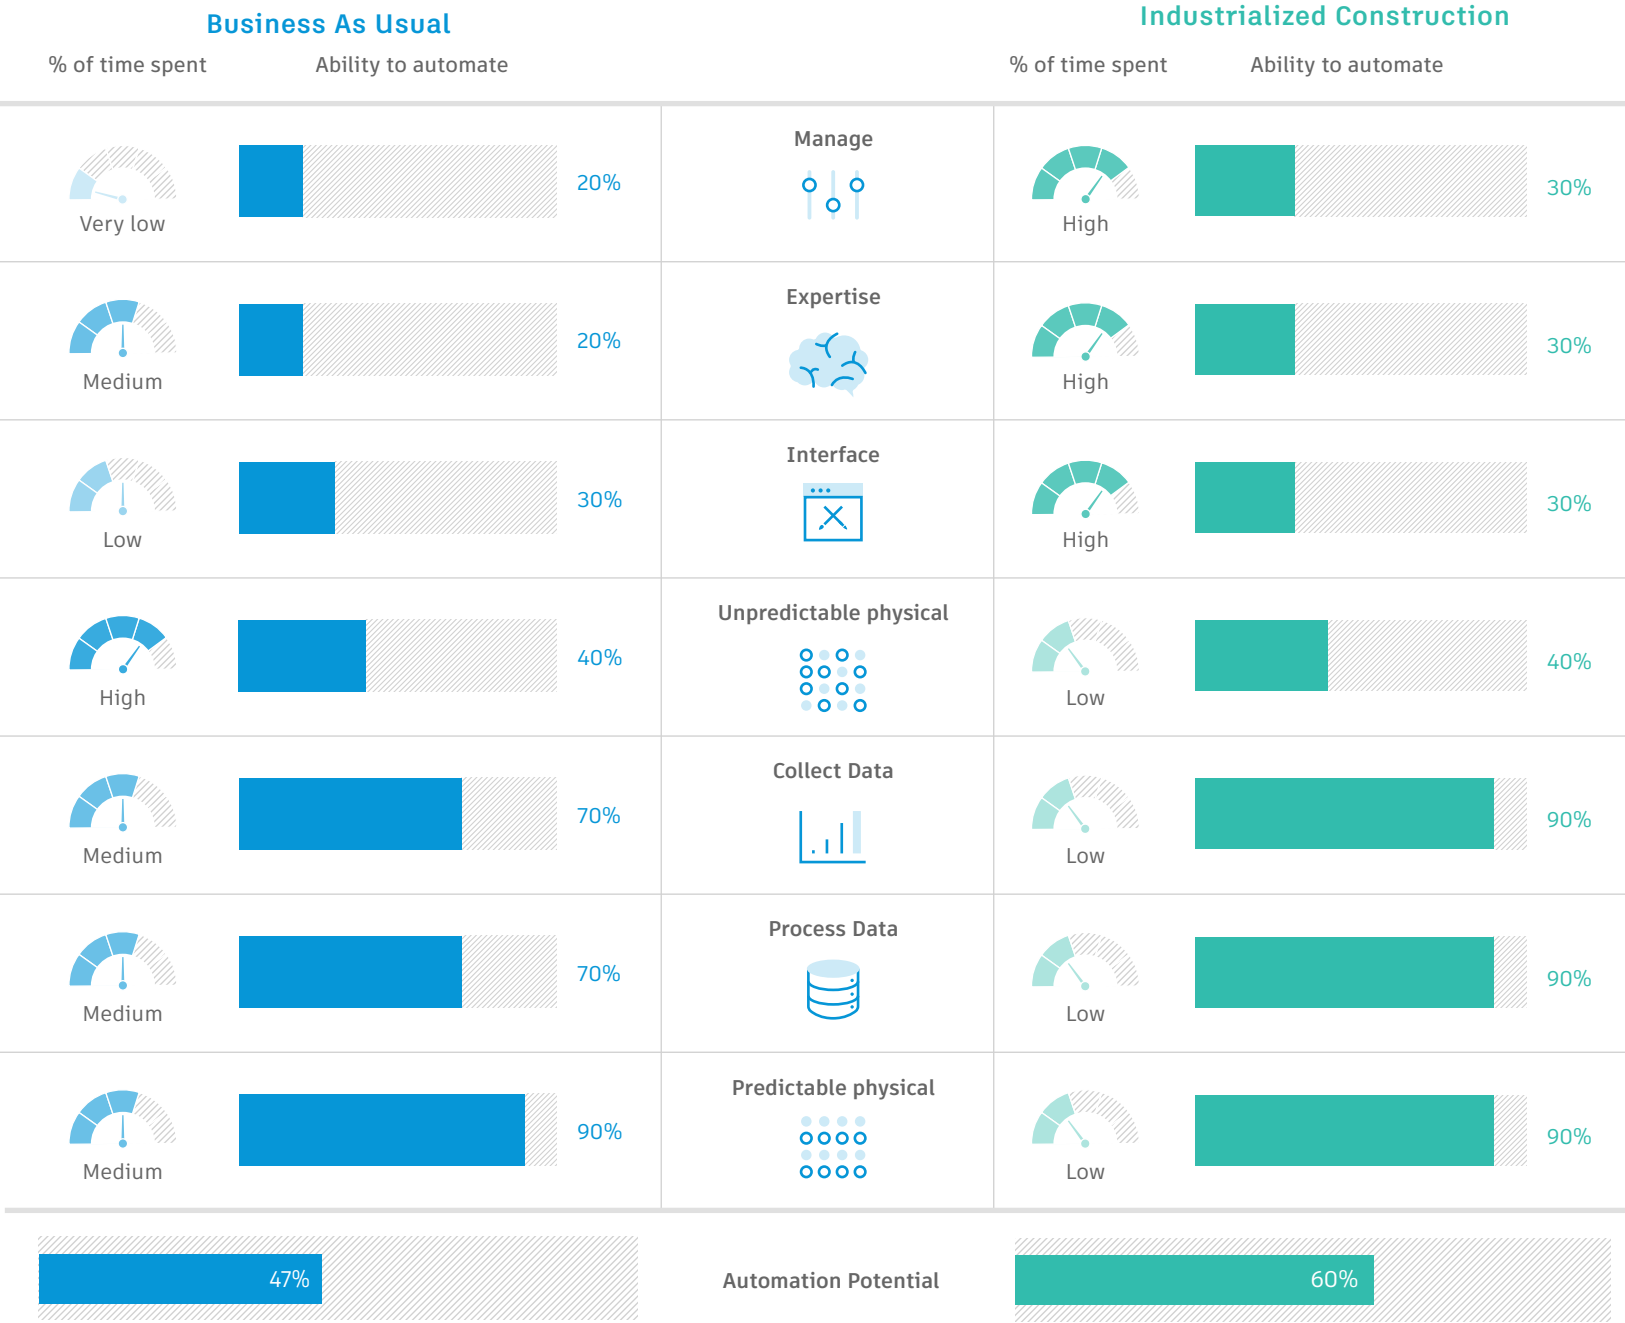 Business As Usual
Industrialized Construction
% of time spent
Ability to automate
% of time spent
Ability to automate
Manage
20%
30%
Very low
High
Expertise
20%
30%
Medium
High
Interface
30%
30%
Low
High
Unpredictable physical
40%
40%
High
Low
Collect Data
70%
90%
Medium
Low
Process Data
70%
90%
Medium
Low
Predictable physical
90%
90%
Medium
Low
47%
Automation Potential
60%